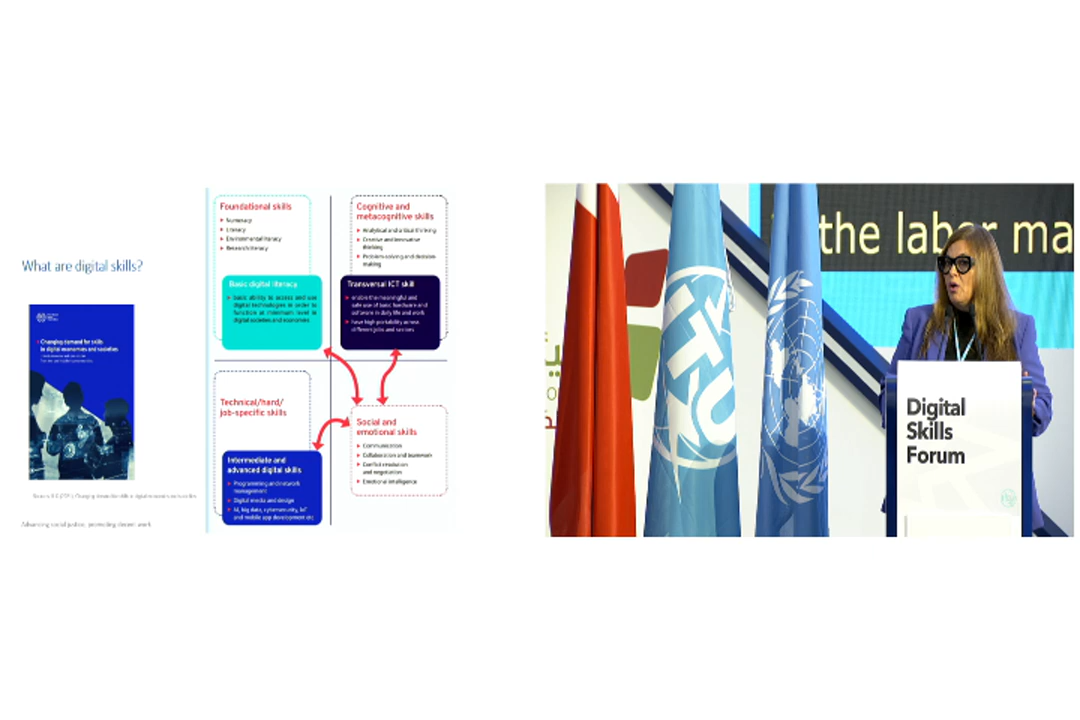 What are digital skills?
Changing demand for skills
in digital economies and societies
Advancing social justice, promoting decent work
Foundational skills
Numeracy
Literacy
Environmental literacy
Basic digital literacy
basic ability to access and use
digital technologies in order to
function at minimum level in
digital societies and economies
Cognitive and
metacognitive skills
Analytical and critical thinking
Creative and innovative
thinking
Problem-solving and decision-
making
Transversal ICT skill
enable the meaningful and
safe use of basic hardware and
software in daily life and work
have high portability across
different jobs and sectors
Technical/hard/
job-specific skills
Intermediate and
advanced digital skills
Programming and network
management
Digital media and design
AI, big data, cybersecurity, IoT
and mobile app development etc
Social and
emotional skills
Communication
Collaboration and teamwork
Conflict resolution
and negotiation
Emotional intelligence
the labor ma
ITU
Digital
Skills
Forum